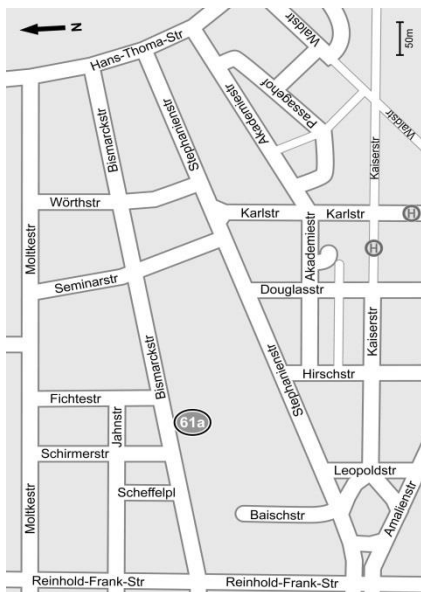 N
50m
Hans-Thoma-Str
Waldstr
Waldstr
Passagehof
Akademiestr
Stephanienstr
Bismarckstr
Kaiserstr
Wörthstr
Karlstr
Karlstr
H
Moltkestr
Akademiestr
H
Seminarstr
Douglasstr
Kaiserstr
Bismarckstr
Stephanienstr
Hirschstr
Fichtestr
Jahnstr
61a
Schirmerstr
Leopoldstr
Scheffelpl
Moltkestr
Baischstr
Amalienstr
Reinhold-Frank-Str
Reinhold-Frank-Str